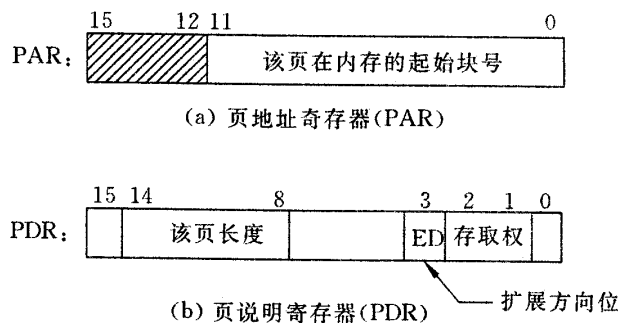 15 12 11 0
PAR: 该页在内存的起始块号
(a) 页地址奇存器(PAR)
15 14 8 3 2 1 0
PDR: 该页长度 ED 存取权
扩展方向位
(b) 页说明寄存器(PDR)